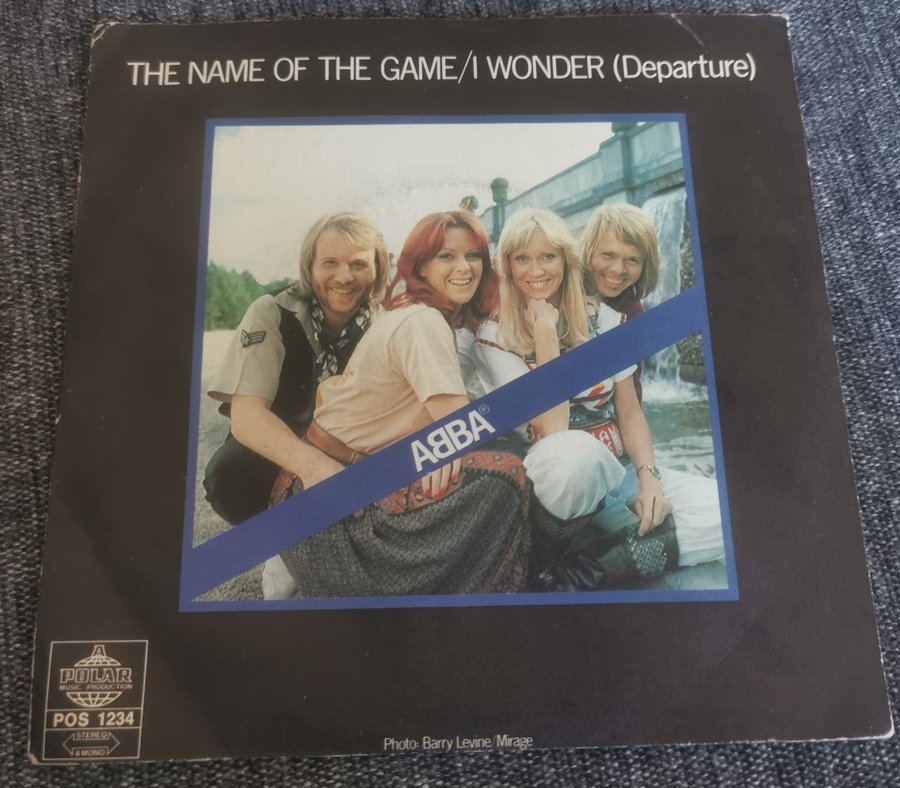 THE NAME OF THE GAME/I WONDER (Departure)
ABBA®
A
POLAR
MUSIC PRODUCTION
POS 1234
STEREO
& MONO
Photo: Barry Levine/Mirage